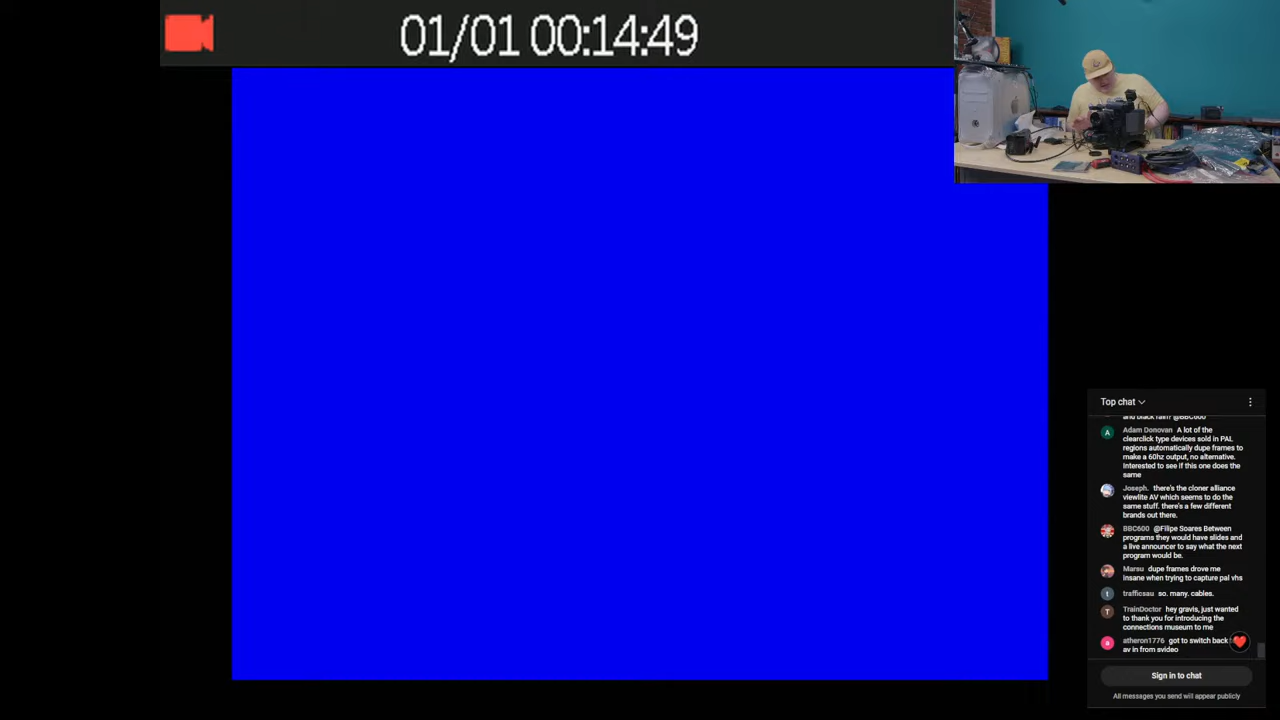 01/01 00:14:49
Top chat
Adam Donovan A lot of the
clearclick type devices sold in PAL
regions automatically dupe frames to
make a 60hz output, no alternative.
Interested to see if this one does the
same
Joseph. there's the cloner alliance
viewlite AV which seems to do the
same stuff. there's a few different
brands out there.
BBC600 @Filipe Soares Between
programs they would have slides and
a live announcer to say what the next
program would be.
Marsu dupe frames drove me
insane when trying to capture pal vhs
trafficsau so. many. cables.
TrainDoctor hey gravis, just wanted
to thank you for introducing the
connections museum to me
atheron1776 got to switch back
av in from svideo
Sign in to chat
All messages you send will appear publicly